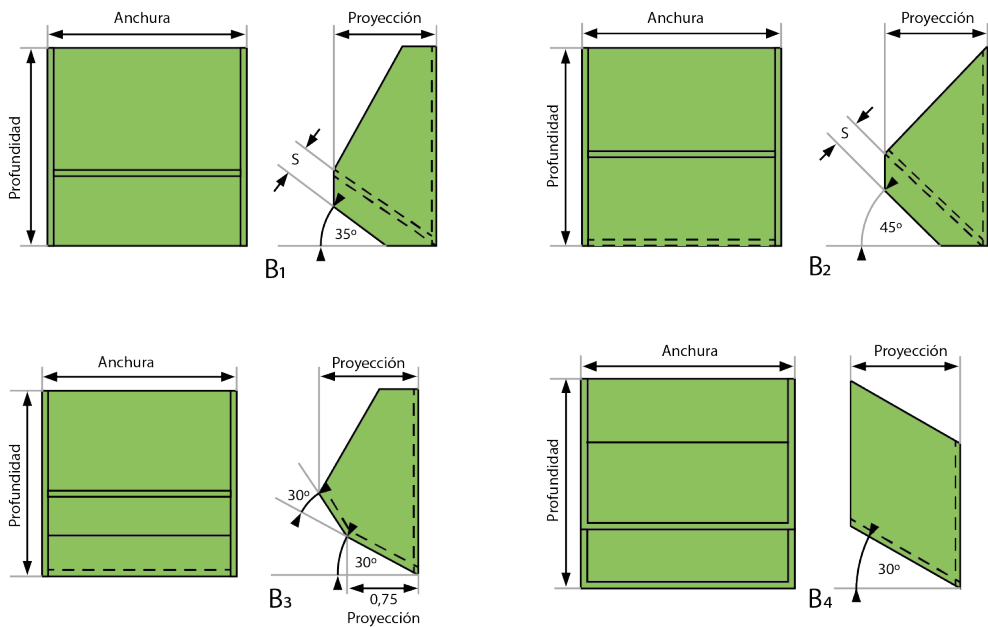 Anchura
Proyección
Profundidad
S
35º
B1
Anchura
Proyección
Profundidad
S
45º
B2
Anchura
Proyección
Profundidad
30º
30º
0,75
Proyección
B3
Anchura
Proyección
Profundidad
30º
B4